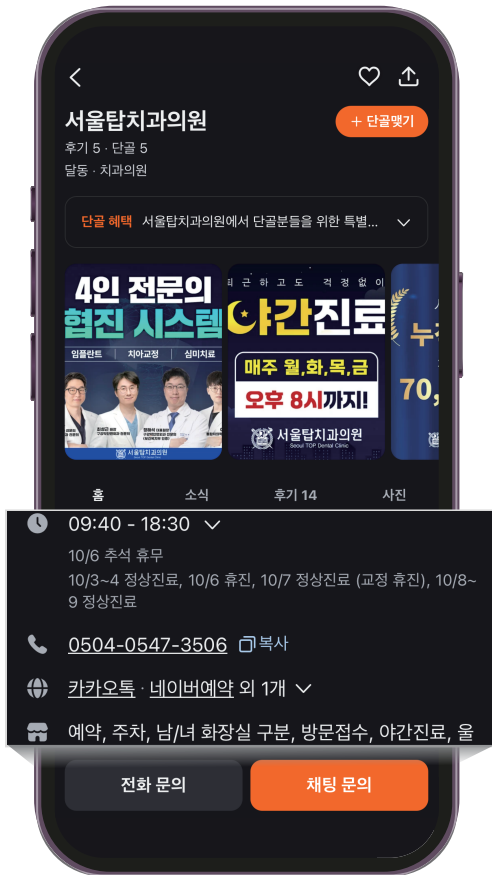 서울탑치과의원
+ 단골맺기
후기 5 · 단골 5
달동 · 치과의원
단골 혜택 서울탑치과의원에서 단골분들을 위한 특별...
4인 전문의
협진 시스템
임플란트 | 치아교정 | 심미치료
서울탑치과의원
퇴근하고도 걱정없이
야간진료
매주 월,화,목,금
오후 8시까지!
서울탑치과의원
Seoul TOP Dental Clinic
누
70,
홈 소식 후기 14 사진
09:40 - 18:30
10/6 추석 휴무
10/3~4 정상진료, 10/6 휴진, 10/7 정상진료 (교정 휴진), 10/8~
9 정상진료
0504-0547-3506 복사
카카오톡 · 네이버예약 외 1개
예약, 주차, 남/녀 화장실 구분, 방문접수, 야간진료, 울
전화 문의
채팅 문의